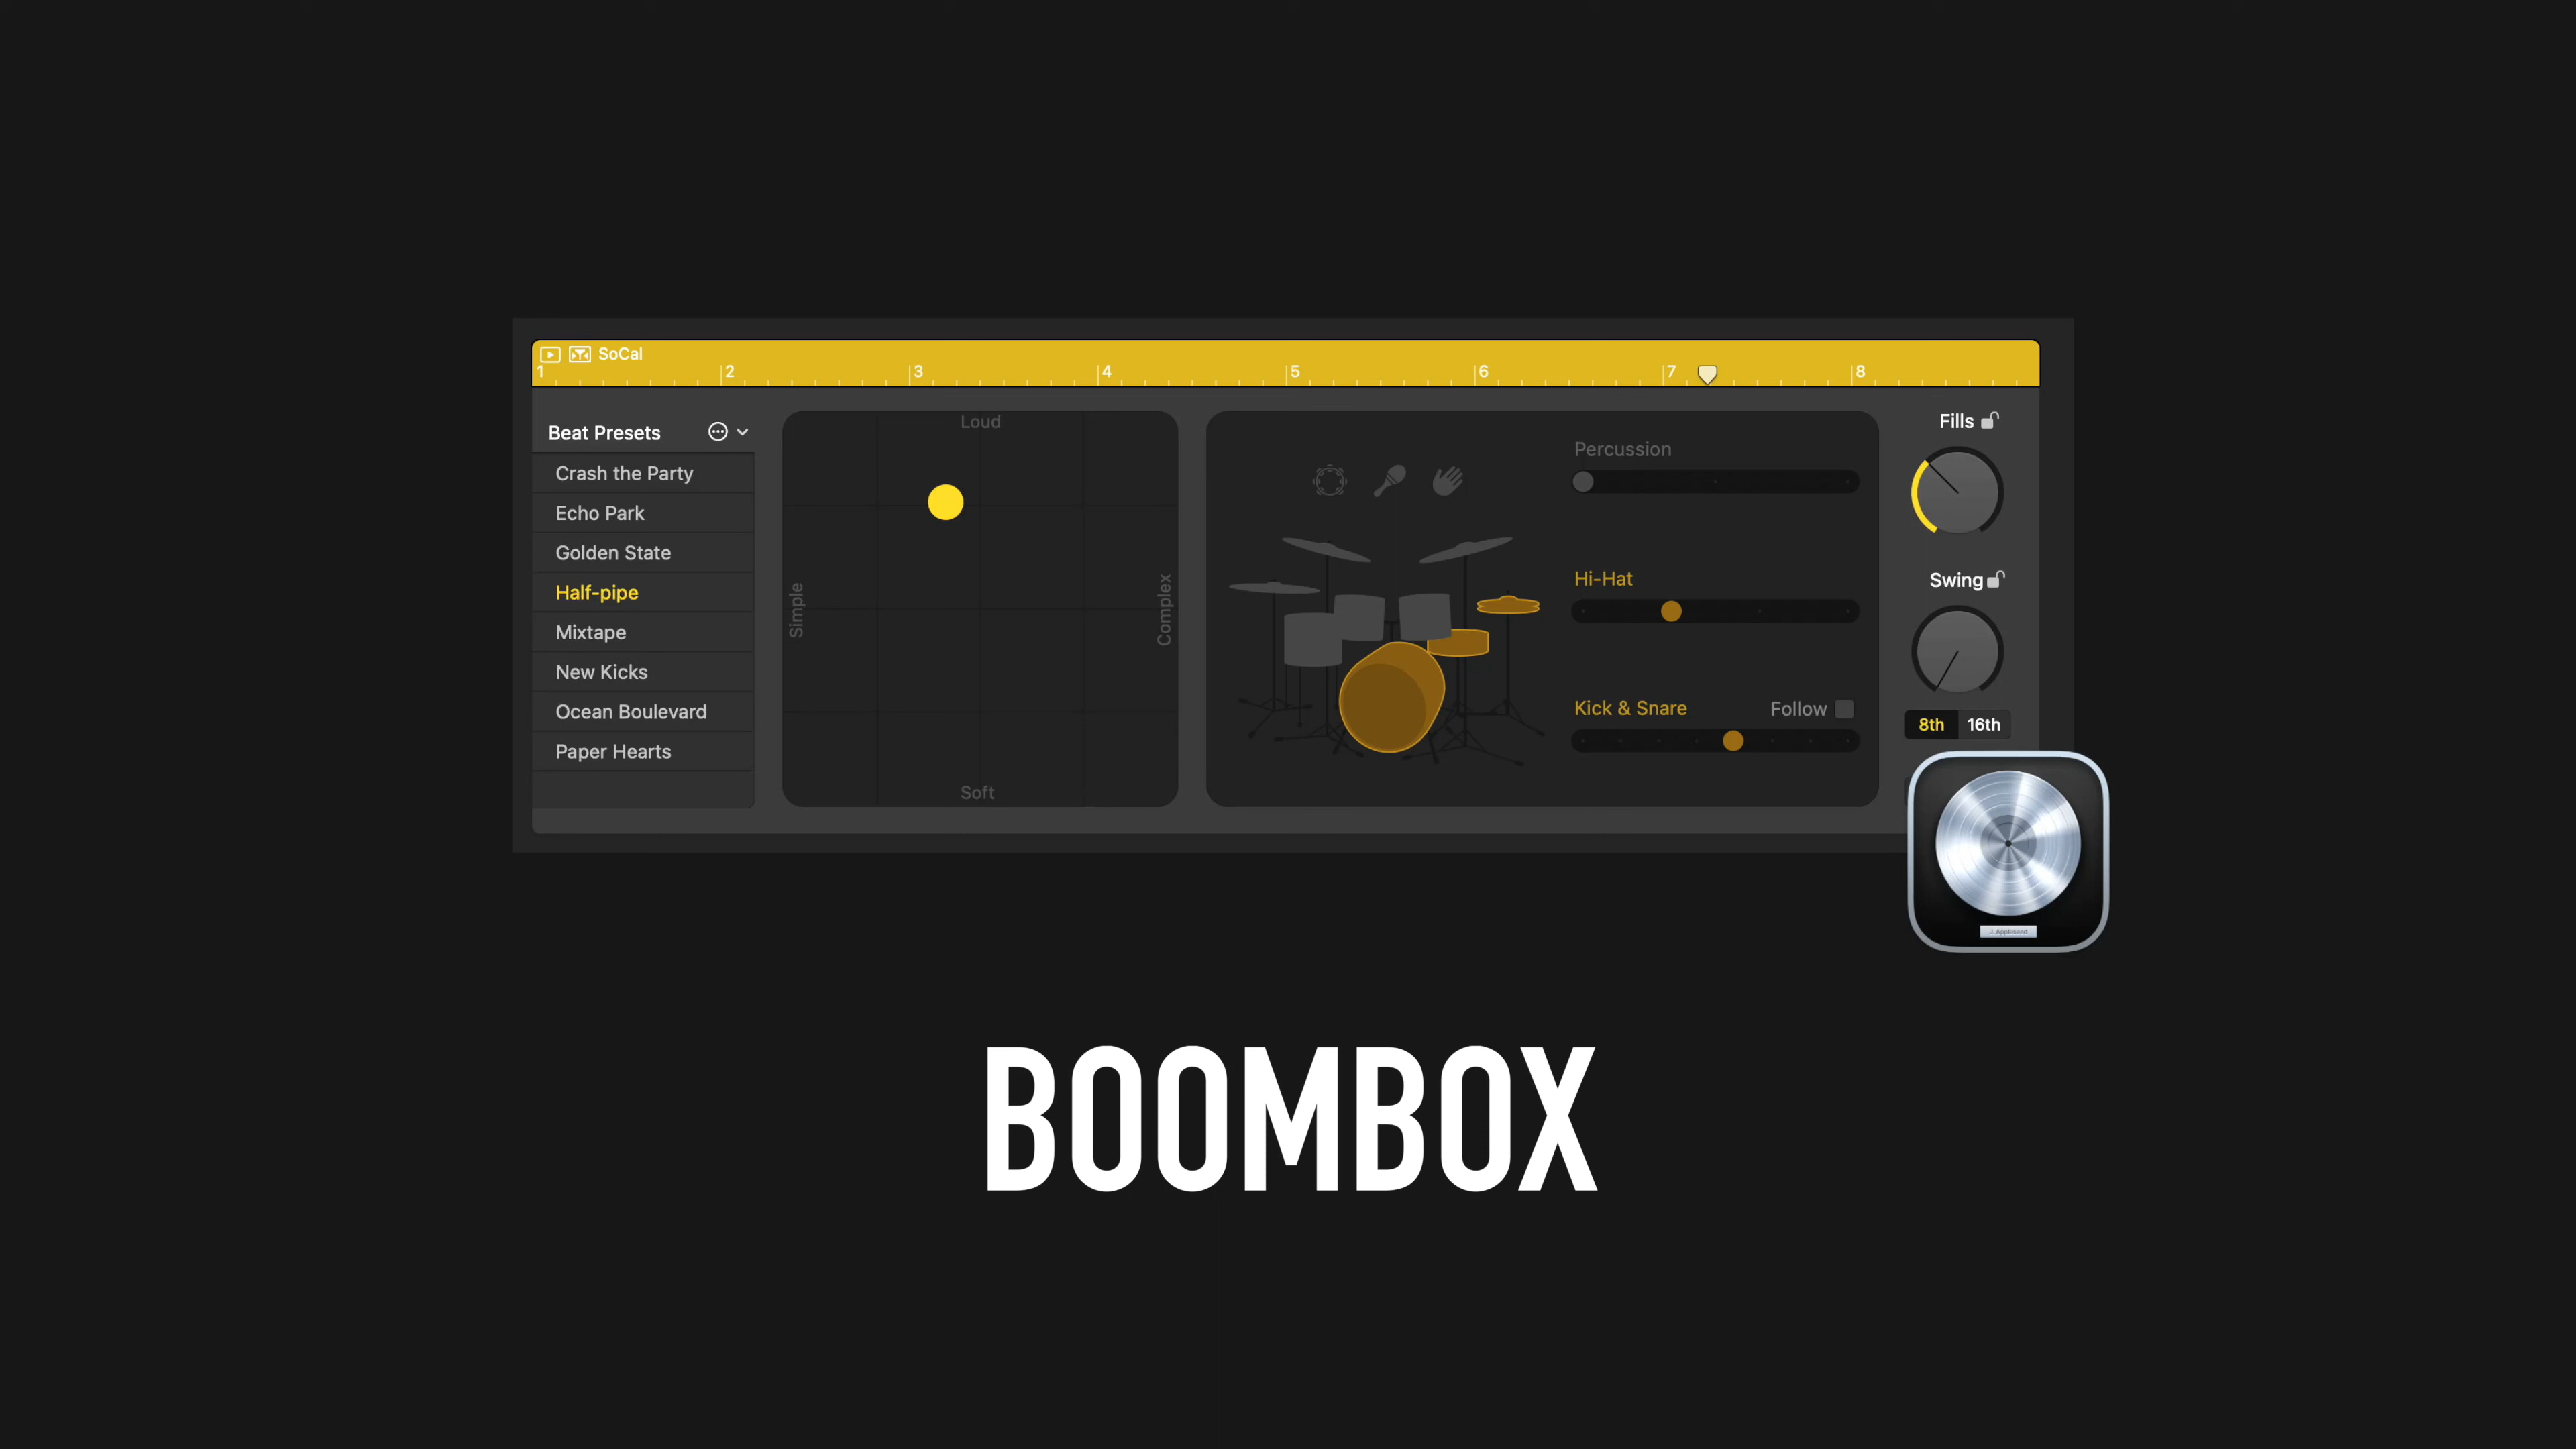 SoCal
1 2 3 4 5 6 7 8
Beat Presets
Crash the Party
Echo Park
Golden State
Half-pipe
Mixtape
New Kicks
Ocean Boulevard
Paper Hearts
Loud
Simple
Complex
Soft
Percussion
Hi-Hat
Kick & Snare Follow
Fills
Swing
8th 16th
BOOMBOX